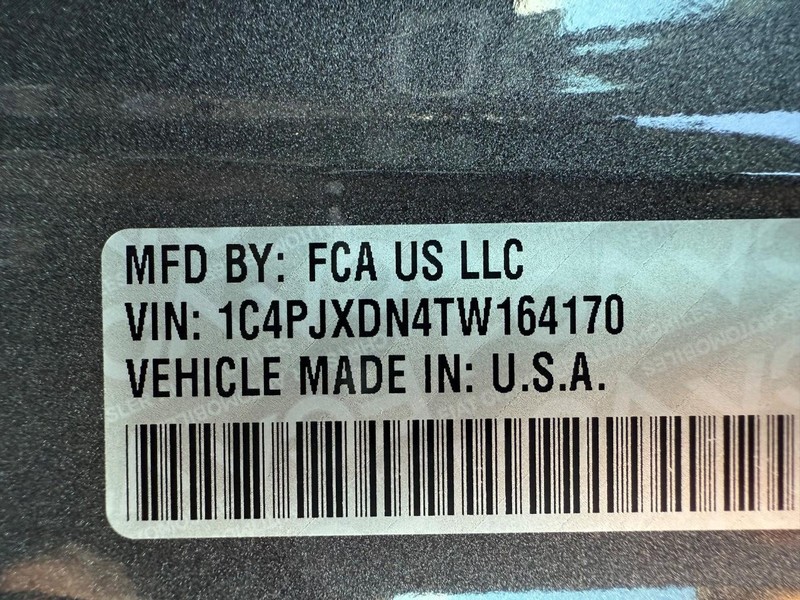 MFD BY: FCA US LLC
VIN: 1C4PJXDN4TW164170
VEHICLE MADE IN: U.S.A.